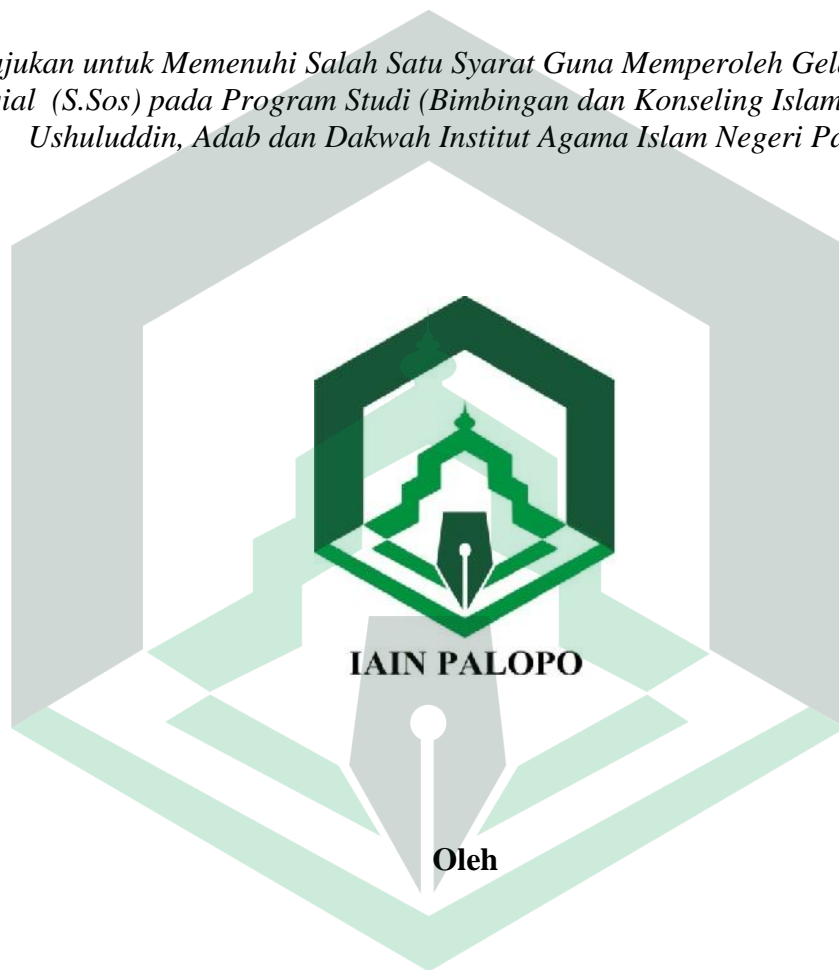 jukan untuk Memenuhi Salah Satu Syarat Guna Memperoleh Gel
ial (S.Sos) pada Program Studi (Bimbingan dan Konseling Islam
Ushuluddin, Adab dan Dakwah Institut Agama Islam Negeri Pa
IAIN PALOPO
Oleh